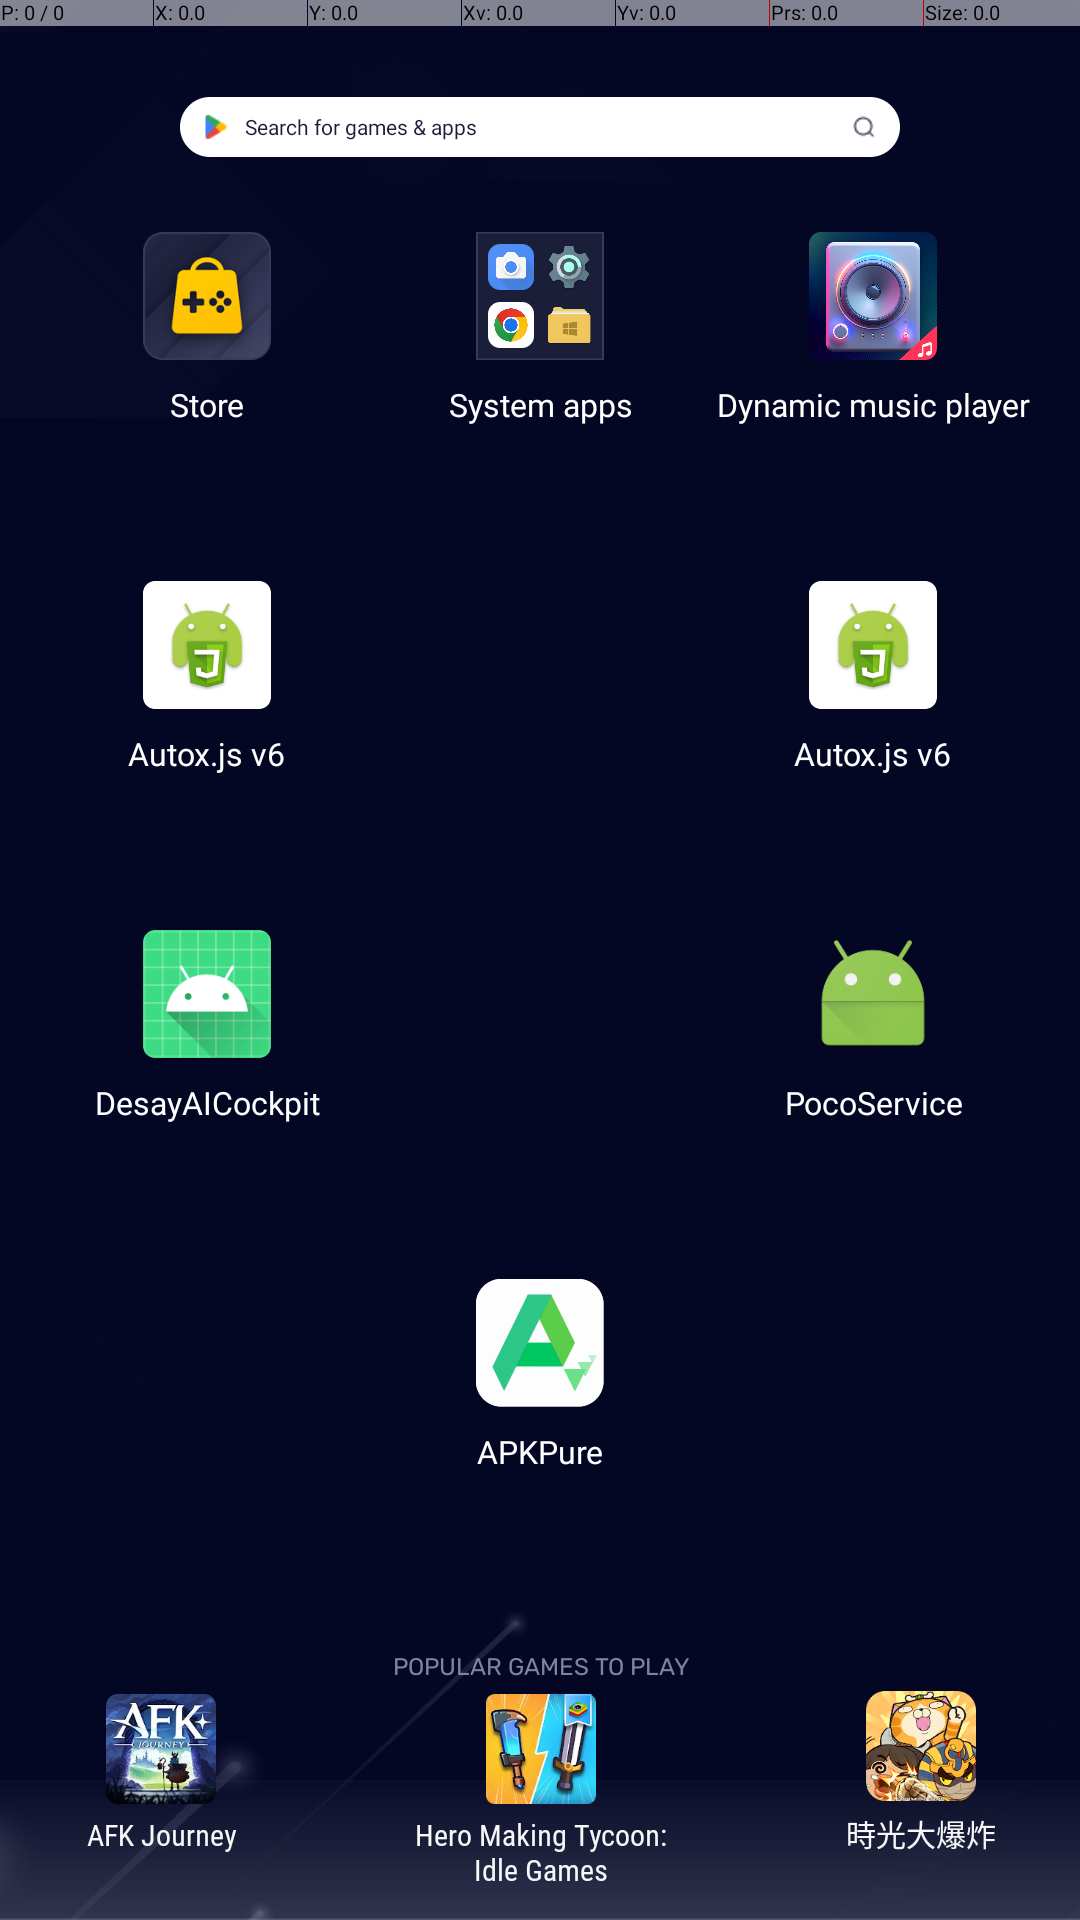 P: 0 / 0 X: 0.0 Y: 0.0 Xv: 0.0 Yv: 0.0 Prs: 0.0 Size: 0.0
Search for games & apps
Store System apps Dynamic music player
Autox.js v6 Autox.js v6
DesayAICockpit PocoService
APKPure
POPULAR GAMES TO PLAY
AFK
JOURNEY
AFK Journey Hero Making Tycoon: 時光大爆炸
Idle Games